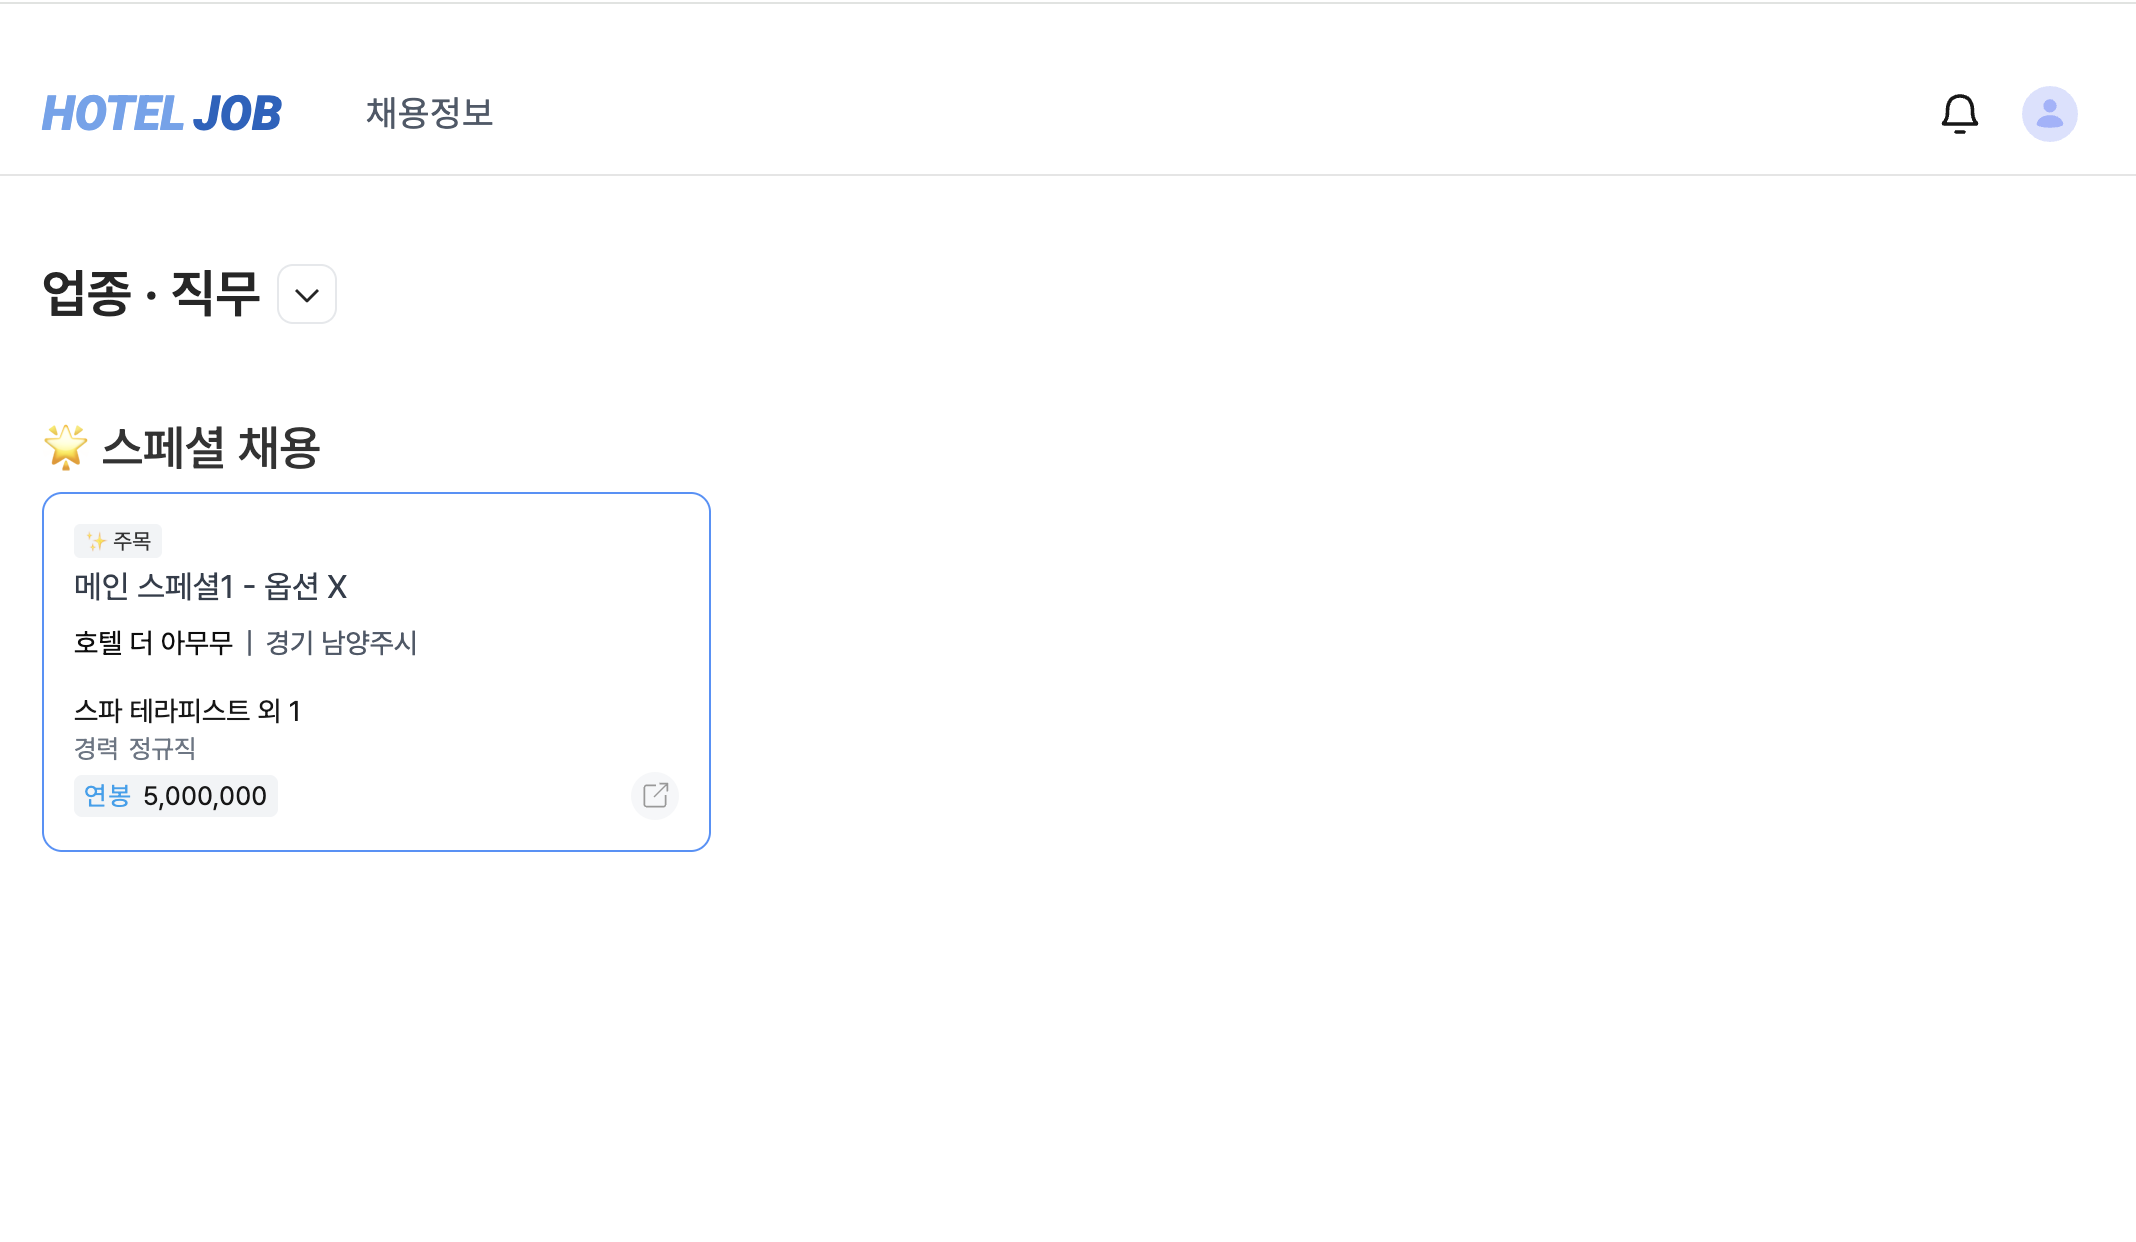 HOTEL JOB
채용정보
업종 · 직무
스페셜 채용
주목
메인 스페셜1 - 옵션 X
호텔 더 아무무 | 경기 남양주시
스파 테라피스트 외 1
경력 정규직
연봉 5,000,000